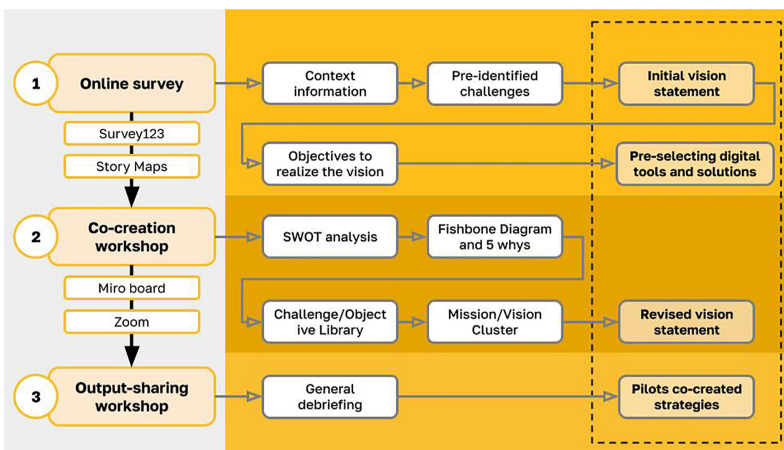 1
Online survey
Context
information
Pre-identified
challenges
Initial vision
statement
Survey123
Story Maps
Objectives to
realize the vision
Pre-selecting digital
tools and solutions
2
Co-creation
workshop
SWOT analysis
Fishbone Diagram
and 5 whys
Miro board
Zoom
Challenge/Object
ive Library
Mission/Vision
Cluster
Revised vision
statement
3
Output-sharing
workshop
General
debriefing
Pilots co-created
strategies